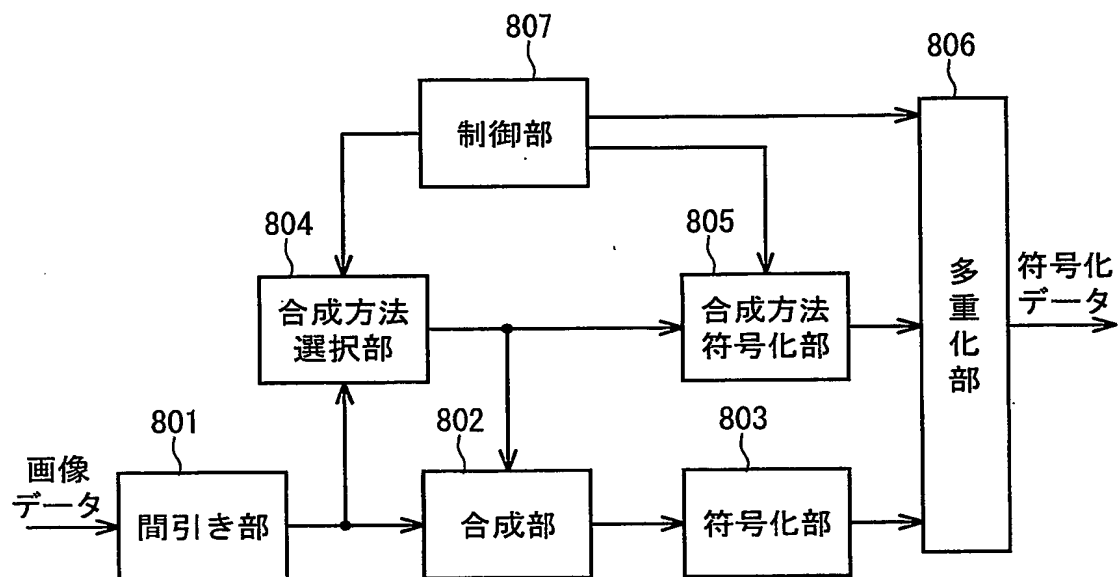 807
806
制御部
804
805
合成方法
選択部
合成方法
符号化部
多重化部
符号化
データ
801
802
803
画像
データ
間引き部
合成部
符号化部